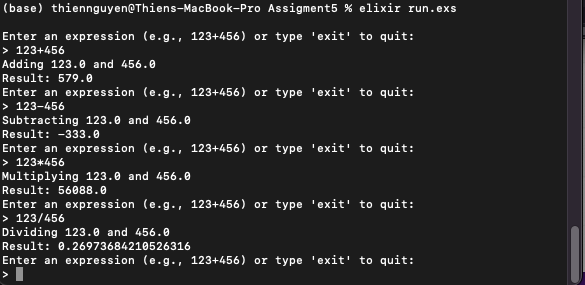 (base) thiennguyen@Thiens-MacBook-Pro Assigment5 % elixir run.exs
Enter an expression (e.g., 123+456) or type 'exit' to quit:
> 123+456
Adding 123.0 and 456.0
Result: 579.0
Enter an expression (e.g., 123+456) or type 'exit' to quit:
> 123-456
Subtracting 123.0 and 456.0
Result: -333.0
Enter an expression (e.g., 123+456) or type 'exit' to quit:
> 123*456
Multiplying 123.0 and 456.0
Result: 56088.0
Enter an expression (e.g., 123+456) or type 'exit' to quit:
> 123/456
Dividing 123.0 and 456.0
Result: 0.26973684210526316
Enter an expression (e.g., 123+456) or type 'exit' to quit:
>